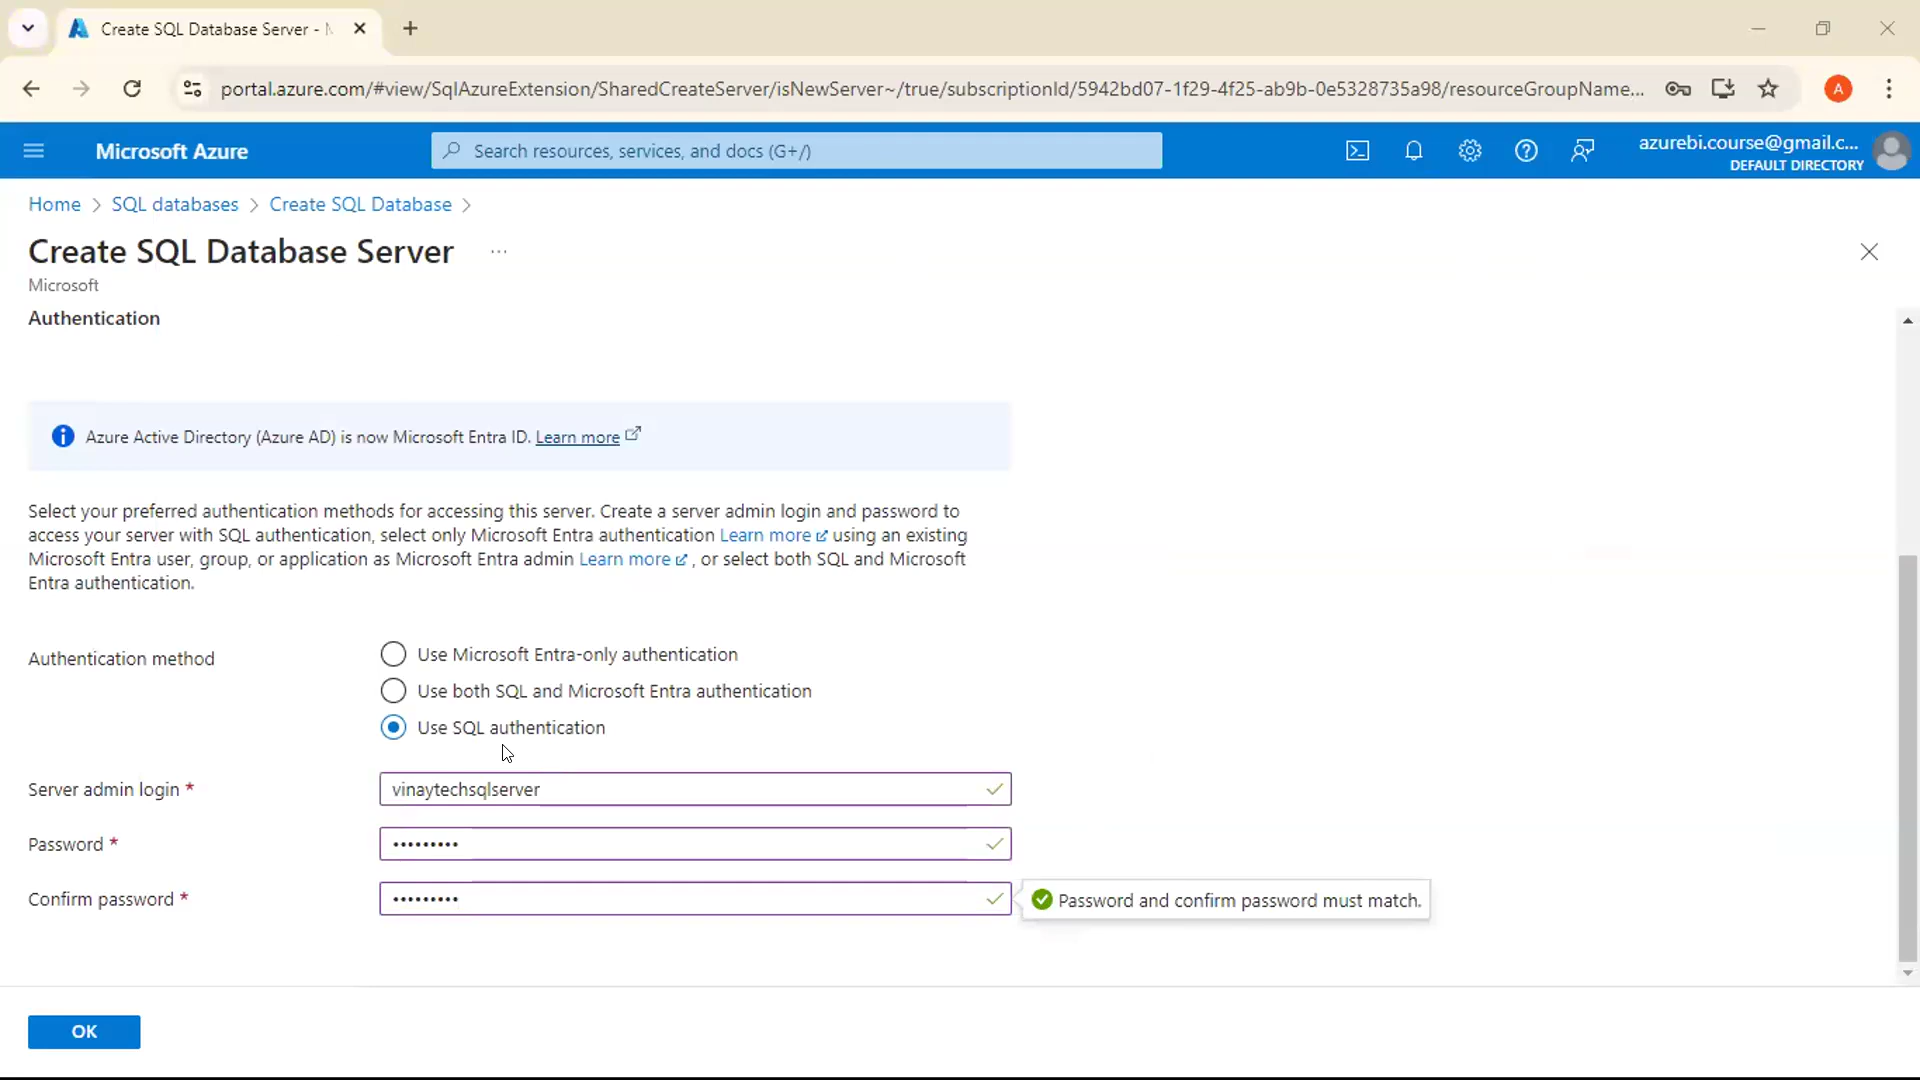 Create SQL Database Server - M
portal.azure.com/#view/SqlAzureExtension/SharedCreateServer/isNewServer~/true/subscriptionId/5942bd07-1f29-4f25-ab9b-0e5328735a98/resourceGroupName...
A
Microsoft Azure
Search resources, services, and docs (G+/)
azurebi.course@gmail.c...
DEFAULT DIRECTORY
Home > SQL databases > Create SQL Database >
Create SQL Database Server ...
Microsoft
Authentication
Azure Active Directory (Azure AD) is now Microsoft Entra ID. Learn more
Select your preferred authentication methods for accessing this server. Create a server admin login and password to
access your server with SQL authentication, select only Microsoft Entra authentication Learn more using an existing
Microsoft Entra user, group, or application as Microsoft Entra admin Learn more , or select both SQL and Microsoft
Entra authentication.
Authentication method
Use Microsoft Entra-only authentication
Use both SQL and Microsoft Entra authentication
Use SQL authentication
Server admin login * vinaytechsqlserver
Password * •••••••••
Confirm password * •••••••••
Password and confirm password must match.
OK